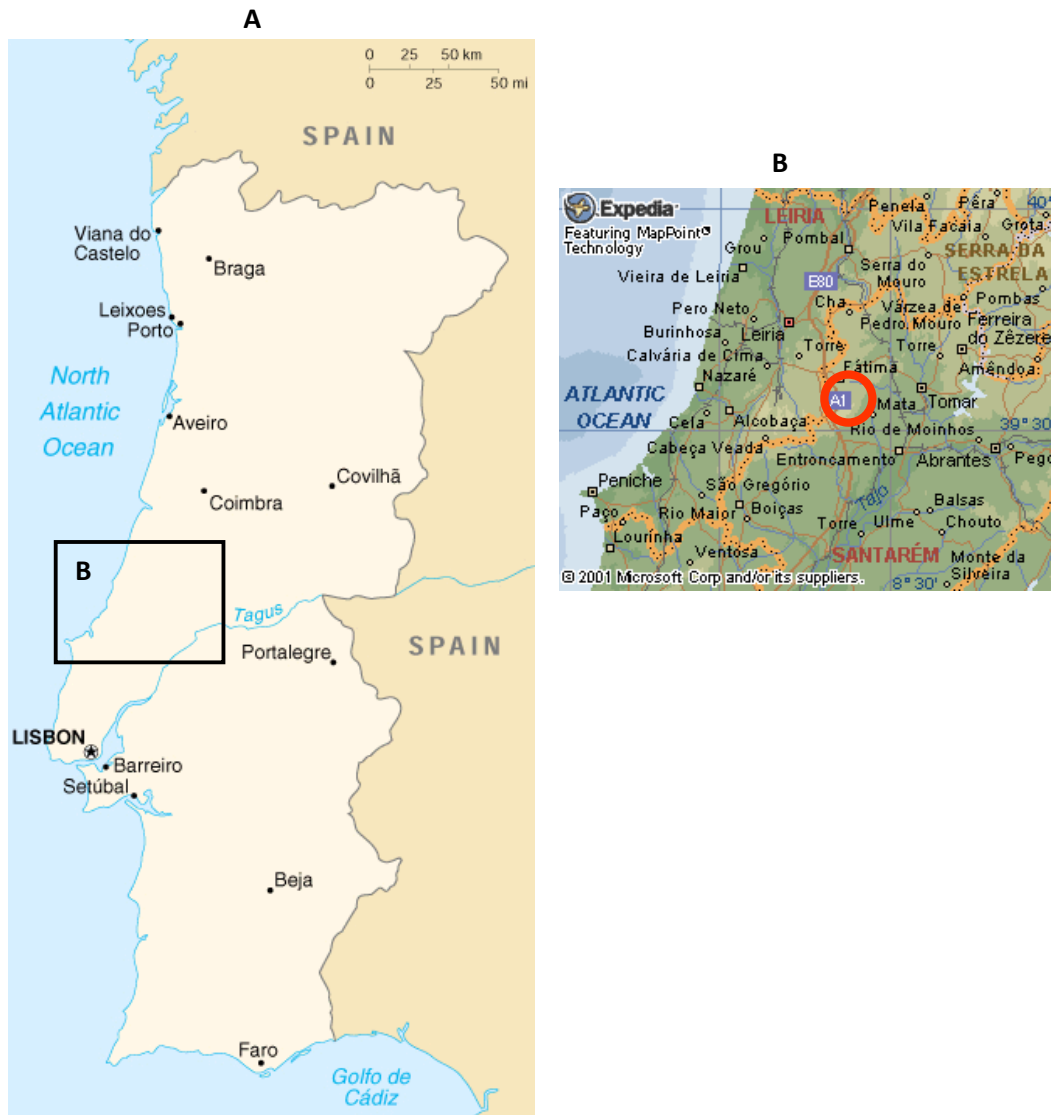 A
0 25 50 km
0 25 50 mi
SPAIN
Viana do
Castelo
Braga
Leixoes
Porto
North
Atlantic
Ocean
Aveiro
Covilhã
Coimbra
B
Tagus
Portalegre
SPAIN
LISBON
Barreiro
Setúbal
Beja
Faro
Golfo de
Cádiz
B
Expedia
Featuring MapPoint
Technology
LEIRIA
Penela
Pêra
40°
Vila Facaia
Grota
Grou
Pombal
SERRA DA
ESTRELA
Vieira de Leiria
Serra do
Mouro
E80
Pero Neto
Cha
Várzea de
Pedro Mouro
Pombas
Burinhosa
Leiria
Ferreira
do Zêzere
Calvária de Cima
Torre
Torre
Nazaré
Fátima
Amêndoa
ATLANTIC
OCEAN
A1
Mata
Tomar
Cela
Alcobaça
Rio de Moinhos
39° 30'
Cabeça Veada
Entroncamento
Abrantes
Pego
Peniche
São Gregório
Tajo
Balsas
Paço
Rio Maior
Boiças
Torre
Ulme
Chouto
Lourinha
Ventosa
SANTARÉM
Monte da
Silveira
© 2001 Microsoft Corp and/or its suppliers.
8° 30'